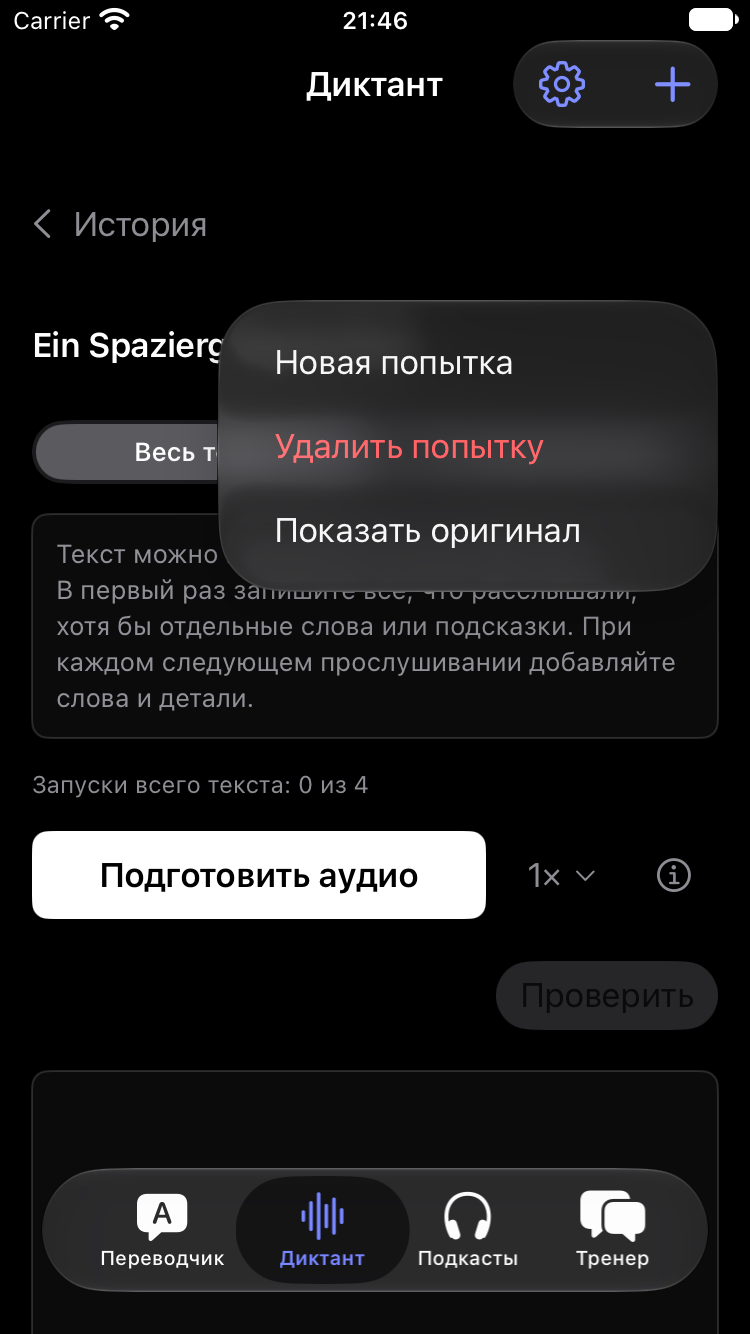 Carrier 21:46
Диктант
История
Ein Spazierg
Новая попытка
Удалить попытку
Показать оригинал
Весь т
Текст можно
В первый раз запишите все, что расслышали,
хотя бы отдельные слова или подсказки. При
каждом следующем прослушивании добавляйте
слова и детали.
Запуски всего текста: 0 из 4
Подготовить аудио
1×
Проверить
A
Переводчик
Диктант
Подкасты
Тренер